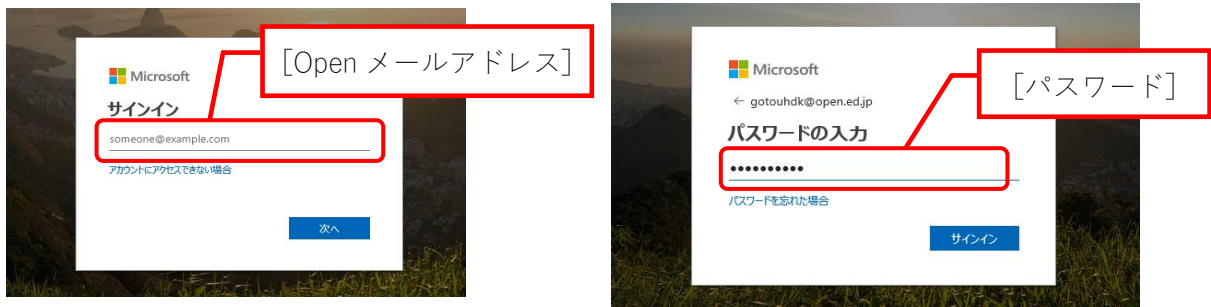 [Open メールアドレス]
Microsoft
サインイン
someone@example.com
アカウントにアクセスできない場合
次へ
[パスワード]
Microsoft
← gotouhdk@open.ed.jp
パスワードの入力
••••••••••
パスワードを忘れた場合
サインイン